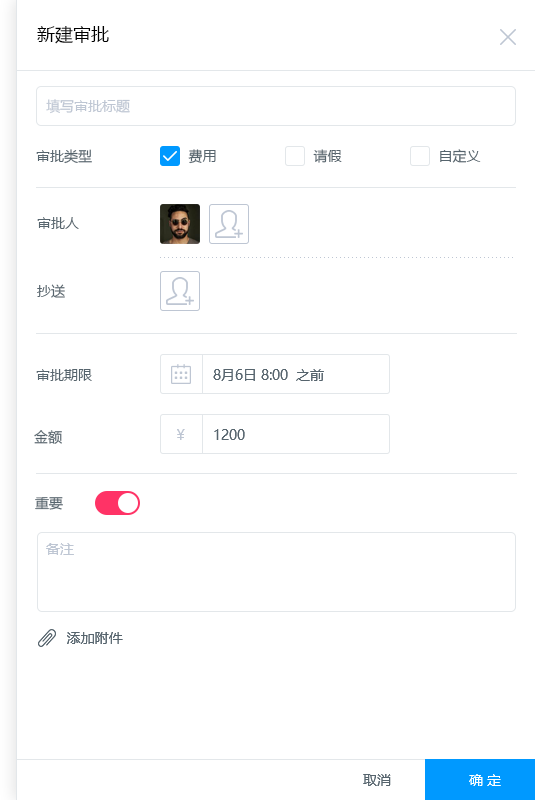 新建审批
填写审批标题
审批类型 费用 请假 自定义
审批人
抄送
审批期限 8月6日 8:00 之前
金额 ¥ 1200
重要
备注
添加附件
取消 确 定